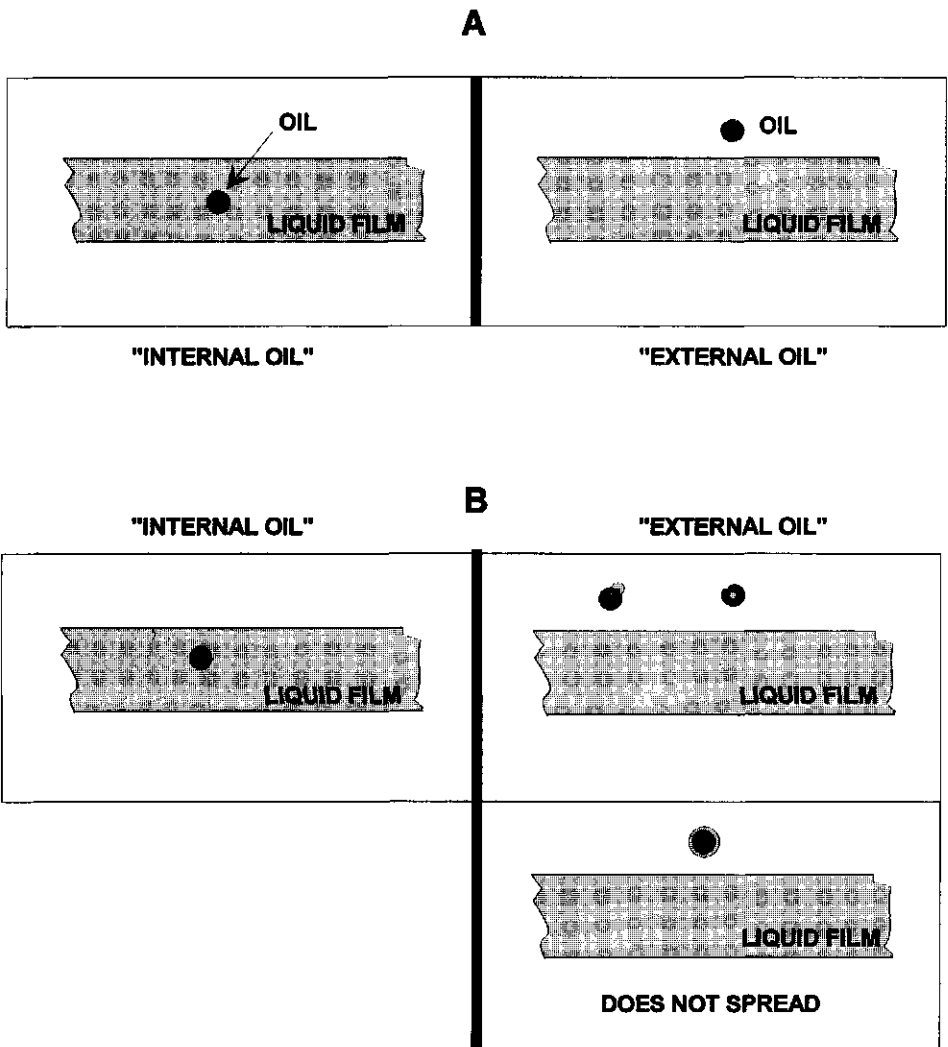 A
OIL
LIQUID FILM
OIL
LIQUID FILM
"INTERNAL OIL"
"EXTERNAL OIL"
B
"INTERNAL OIL"
"EXTERNAL OIL"
LIQUID FILM
LIQUID FILM
LIQUID FILM
DOES NOT SPREAD